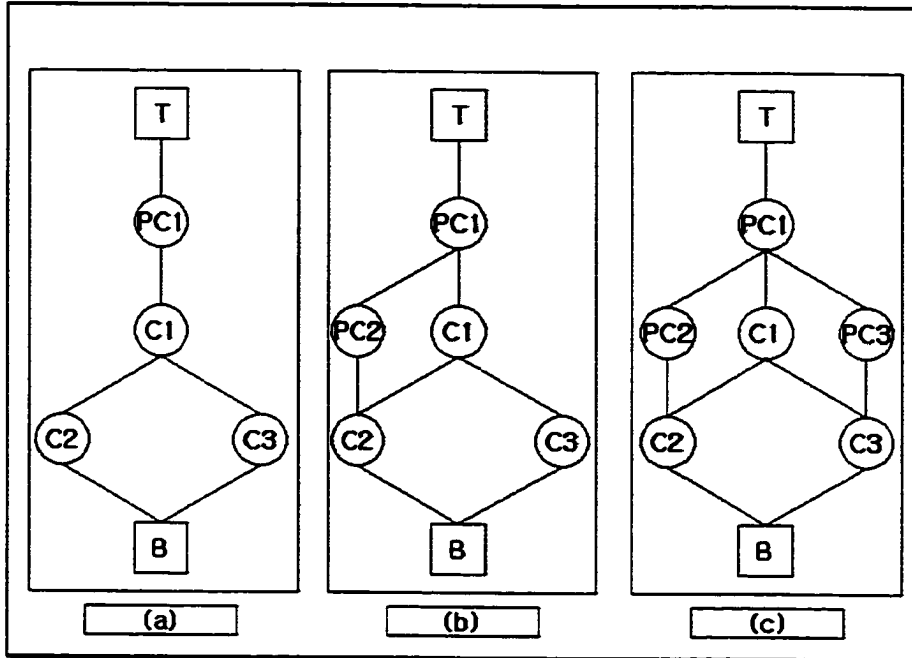 T T T
PC1 PC1 PC1
C1 PC2 C1 PC2 C1 PC3
C2 C3 C2 C3 C2 C3
B B B
(a) (b) (c)